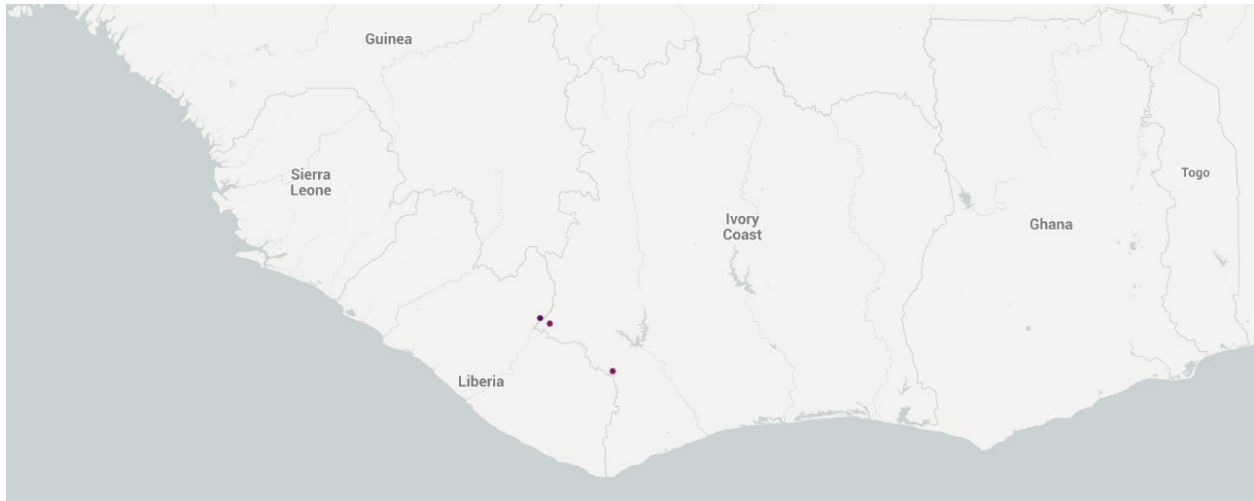 Guinea
Sierra
Leone
Togo
Ivory
Coast
Ghana
Liberia